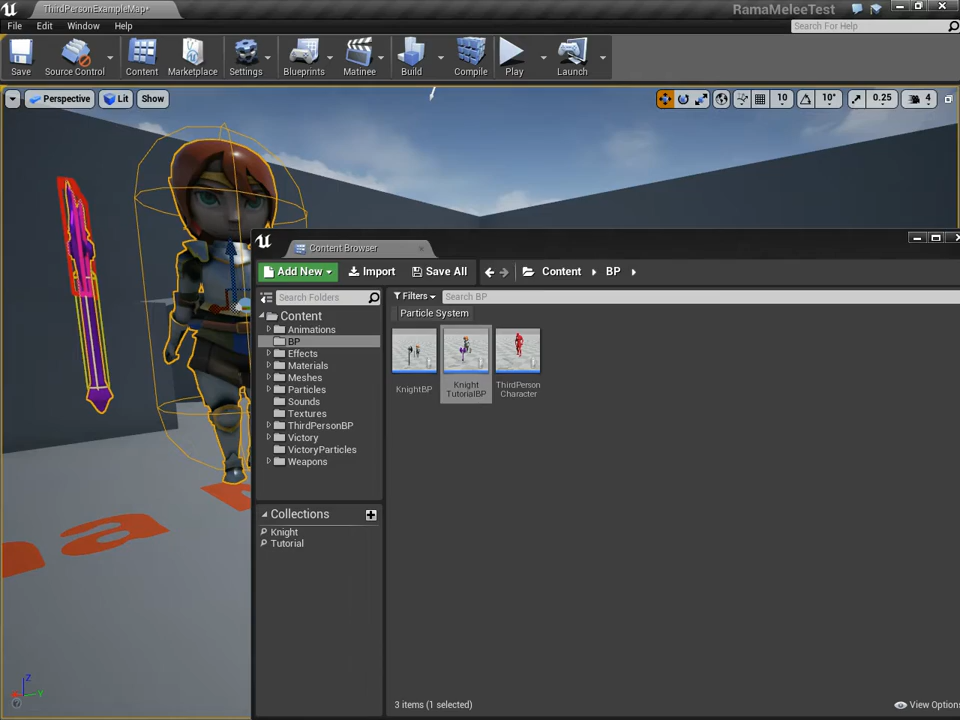 ThirdPersonExampleMap*
RamaMeleeTest
File Edit Window Help
Search For Help
Save Source Control Content Marketplace Settings Blueprints Matinee Build Compile Play Launch
Perspective Lit Show 10 10° 0.25 4
Content Browser
Add New Import Save All Content BP
Search Folders Filters Search BP
Particle System
Content
Animations
BP
Effects
Materials
Meshes
Particles
Sounds
Textures
ThirdPersonBP
Victory
VictoryParticles
Weapons
KnightBP
Knight
TutorialBP
ThirdPerson
Character
Collections
Knight
Tutorial
3 items (1 selected)
View Options
Z
Y